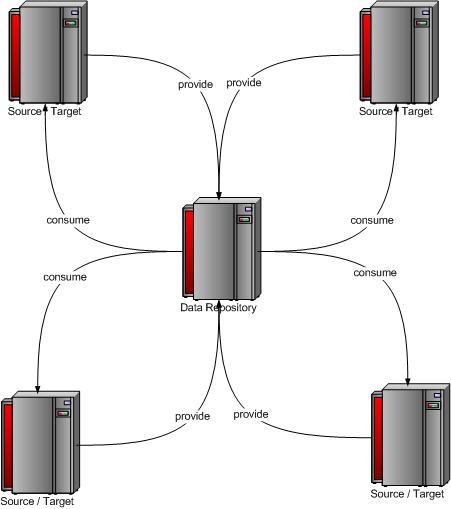 provide
provide
Source / Target
Source / Target
consume
consume
consume
consume
Data Repository
provide
provide
Source / Target
Source / Target